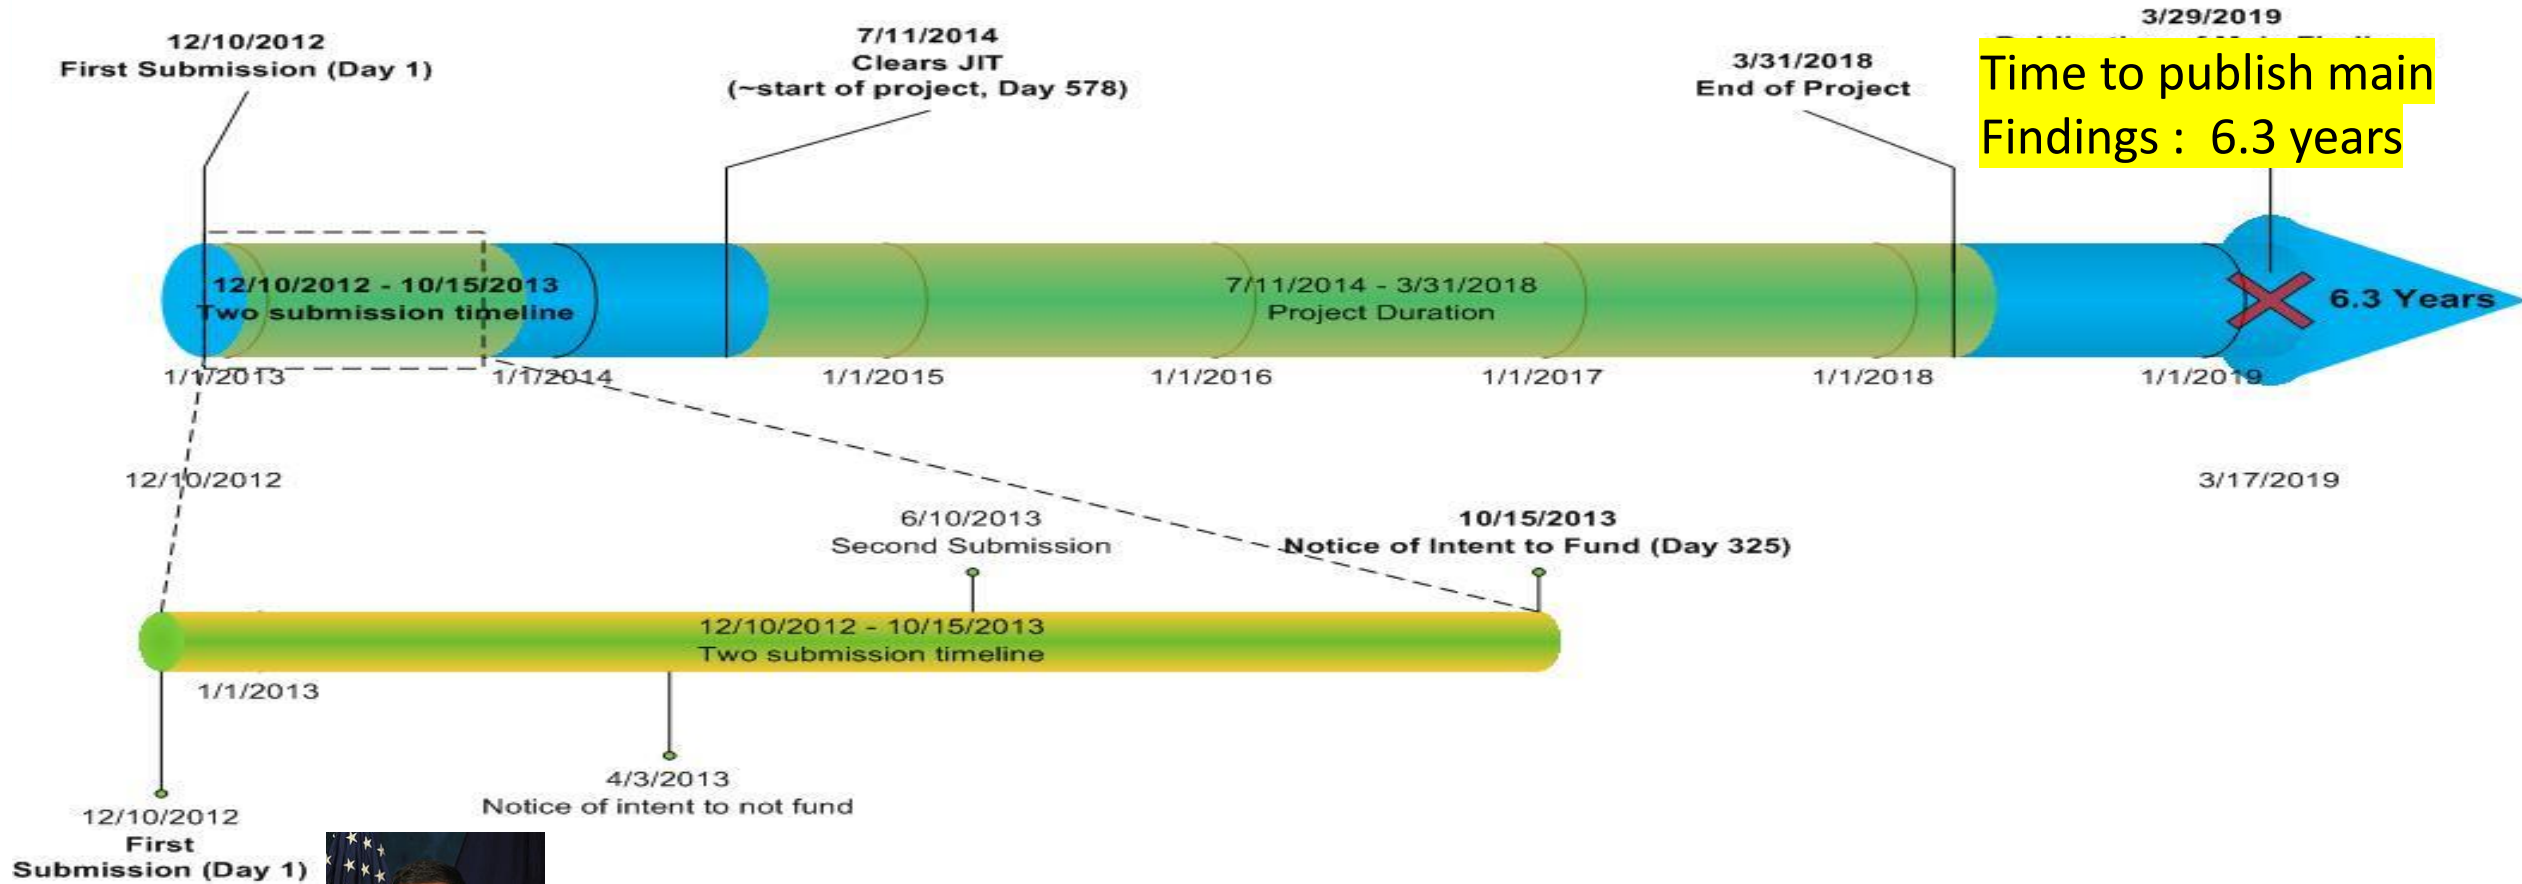 12/10/2012
First Submission (Day 1)
7/11/2014
Clears JIT
(~start of project, Day 578)
3/31/2018
End of Project
3/29/2019
Time to publish main
Findings : 6.3 years
12/10/2012 - 10/15/2013
Two submission timeline
7/11/2014 - 3/31/2018
Project Duration
6.3 Years
1/1/2013
1/1/2014
1/1/2015
1/1/2016
1/1/2017
1/1/2018
1/1/2019
12/10/2012
3/17/2019
6/10/2013
Second Submission
10/15/2013
Notice of Intent to Fund (Day 325)
12/10/2012 - 10/15/2013
Two submission timeline
1/1/2013
4/3/2013
Notice of intent to not fund
12/10/2012
First
Submission (Day 1)